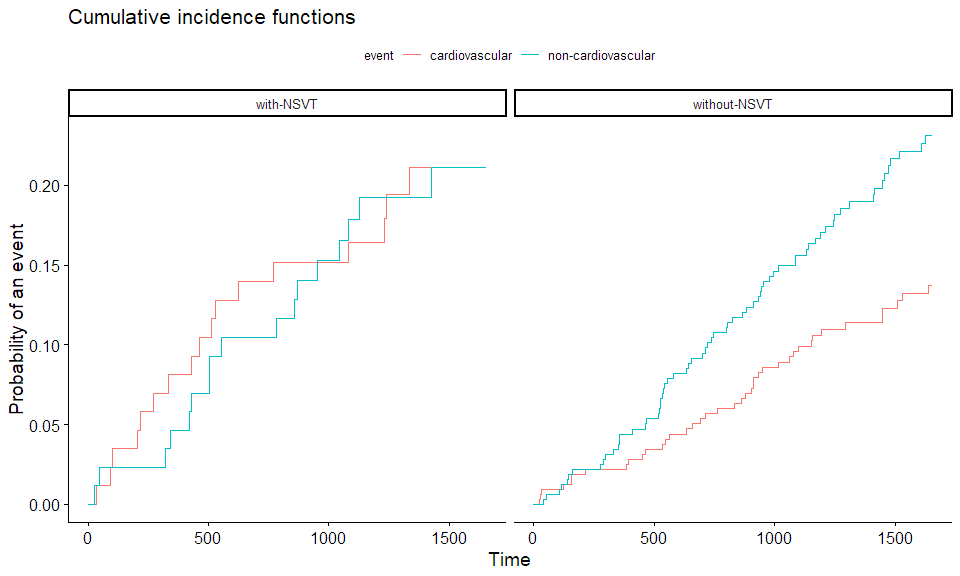 Cumulative incidence functions
event cardiovascular non-cardiovascular
with-NSVT without-NSVT
Probability of an event
0.20
0.15
0.10
0.05
0.00
0 500 1000 1500 0 500 1000 1500
Time